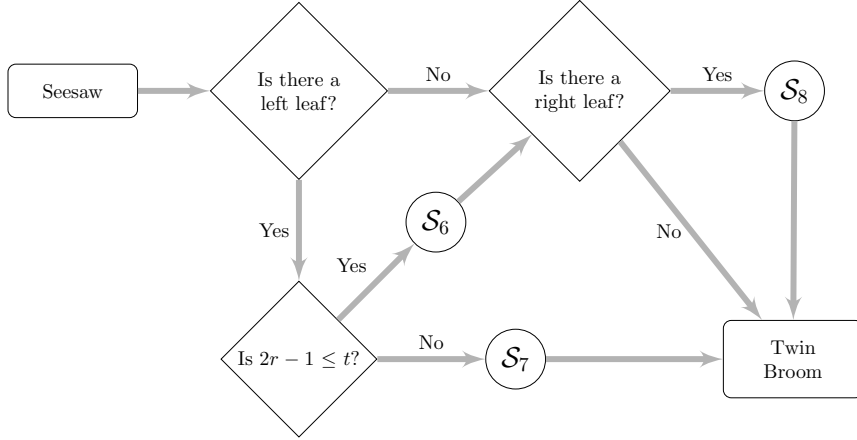 Seesaw
Is there a
left leaf?
No
Is there a
right leaf?
Yes
𝒮₈
Yes
𝒮₆
Yes
No
Is 2r − 1 ≤ t?
No
𝒮₇
Twin
Broom